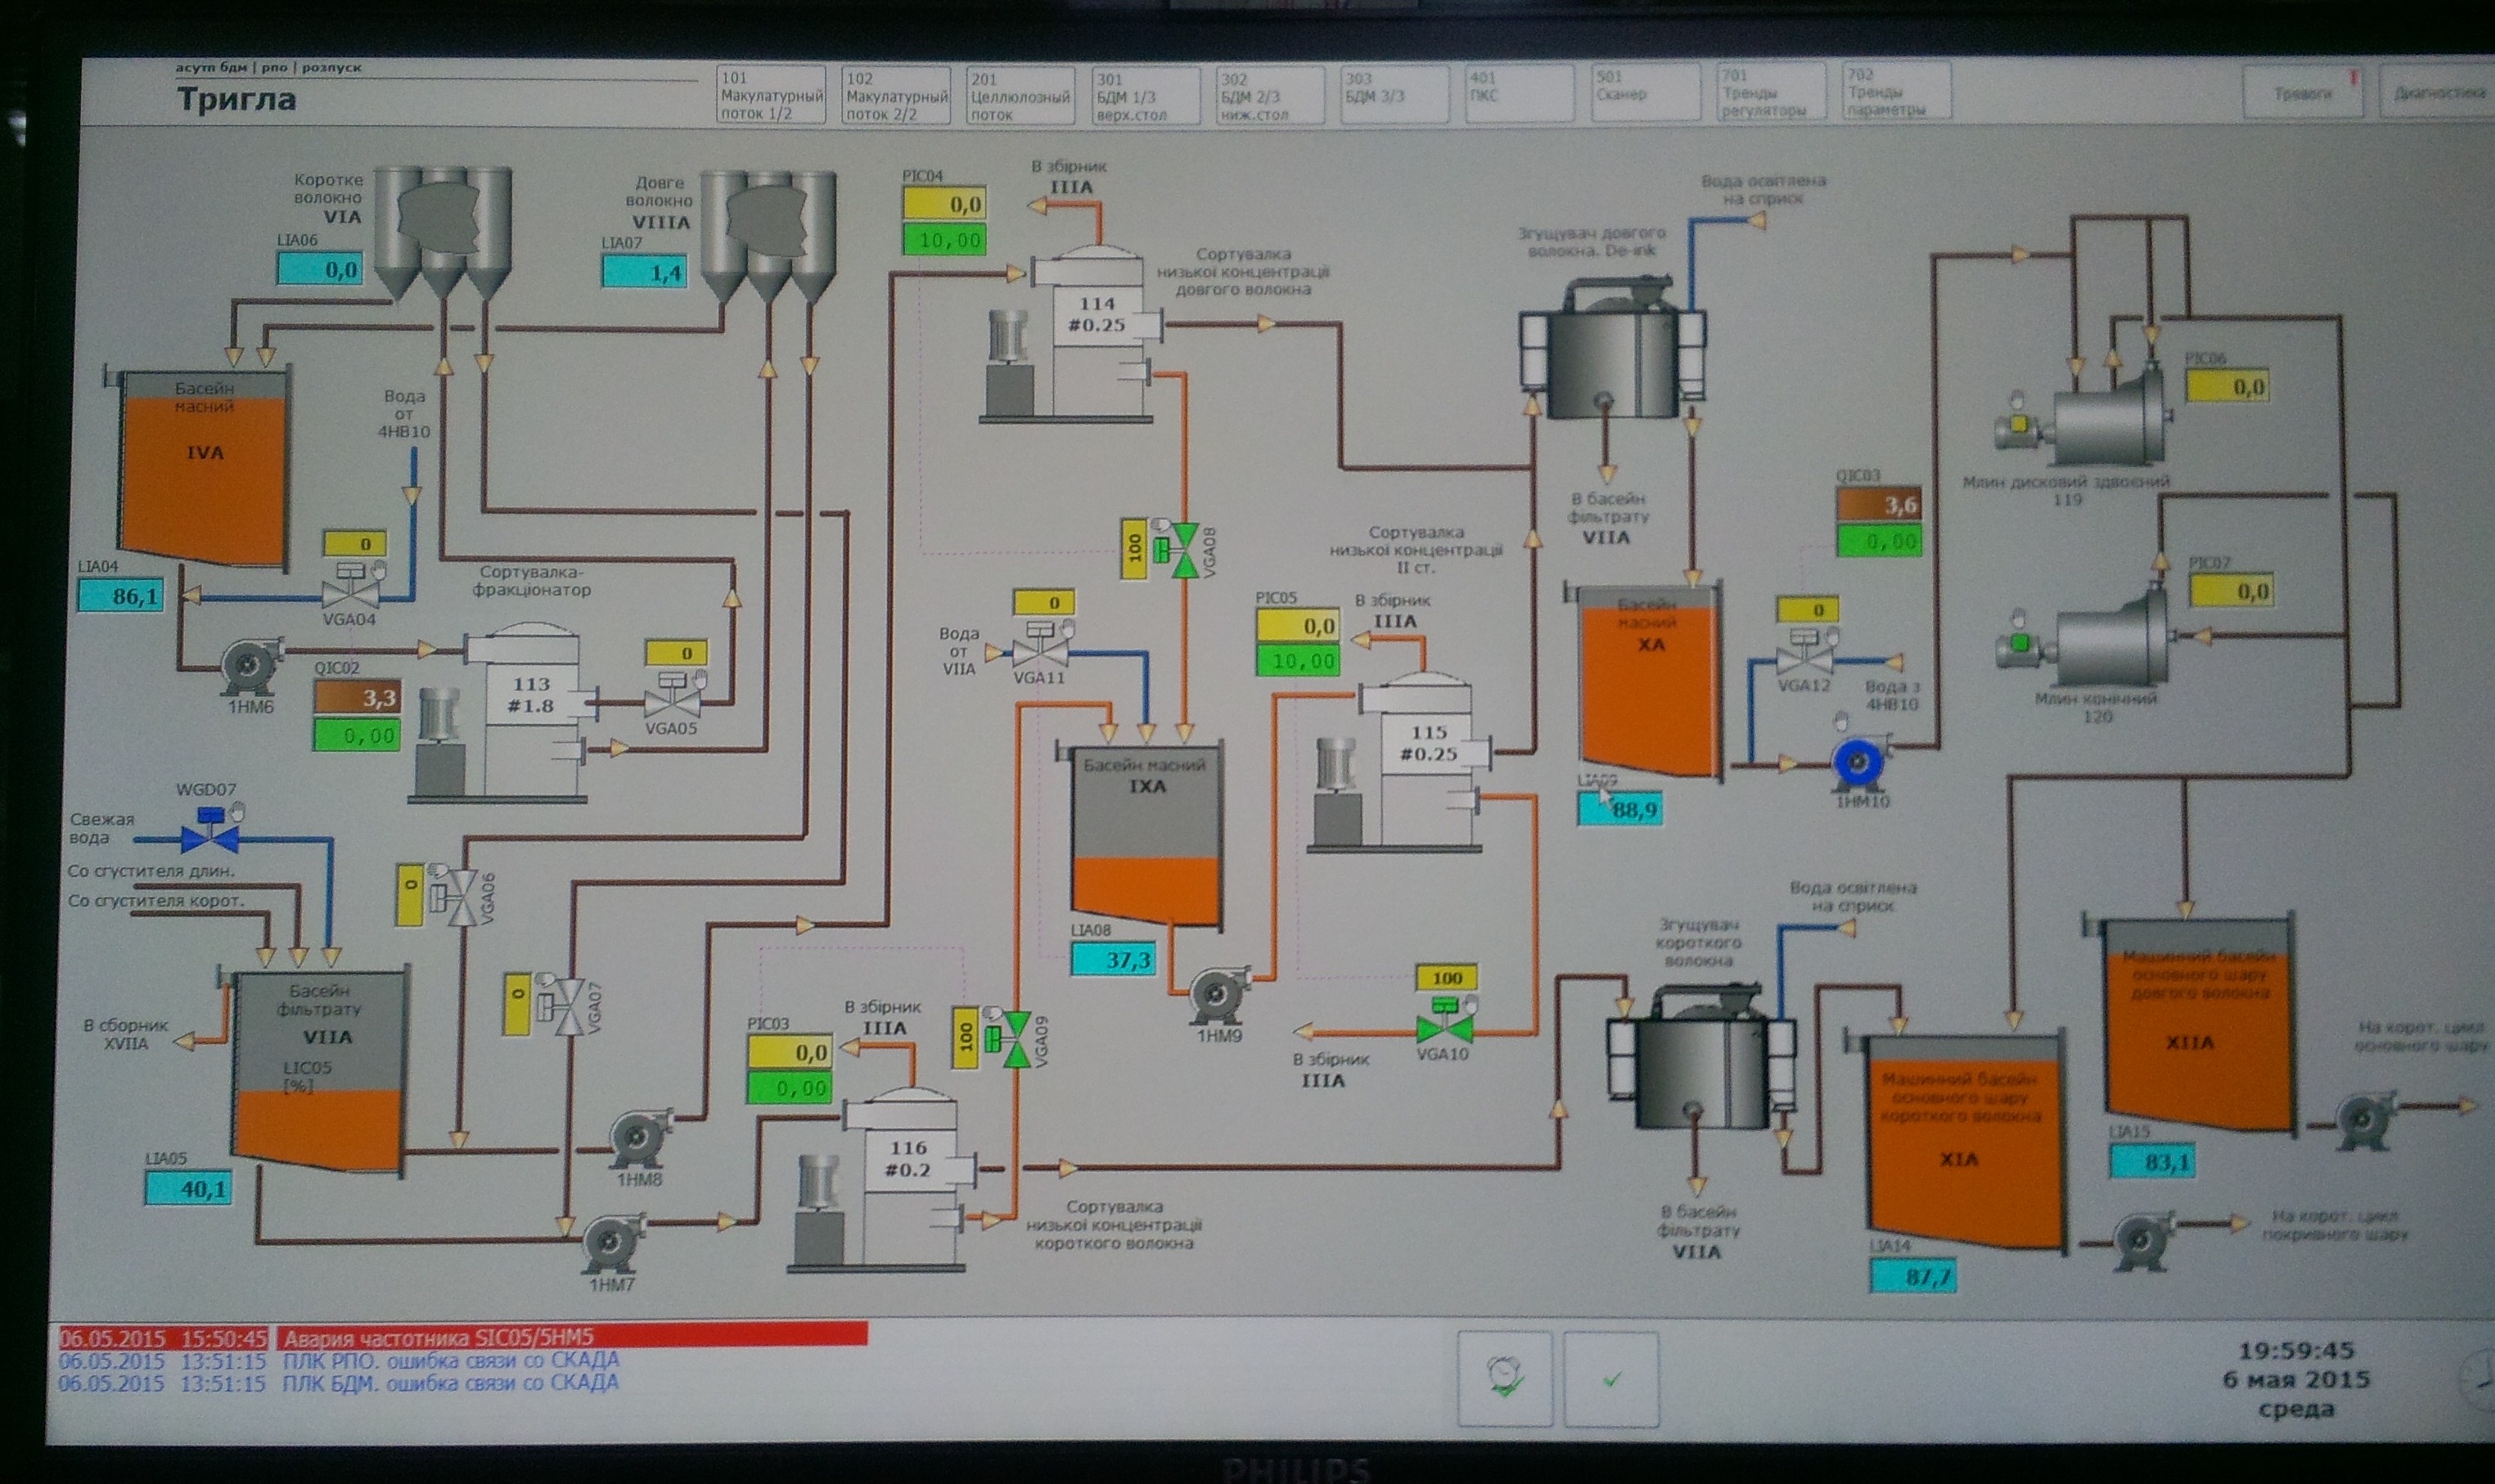 асутп бдм | рпо | розпуск
Тригла
101
Макулатурный
поток 1/2
102
Макулатурный
поток 2/2
201
Целлюлозный
поток
301
БДМ 1/3
верх.стол
302
БДМ 2/3
ниж.стол
303
БДМ 3/3
401
ПКС
501
Сканер
701
Тренды
регуляторы
702
Тренды
параметры
Тревоги
Диагностика
Коротке
волокно
VIA
LIA06
0,0
Довге
волокно
VIIIA
LIA07
1,4
PIC04
0,0
10,00
В збірник
IIIA
Сортувалка
низької концентрації
довгого волокна
114
#0.25
Згущувач довгого
волокна. De-ink
Вода освітлена
на сприск
В басейн
фільтрату
VIIA
PIC06
0,0
Млин дисковий здвоєний
119
QIC03
3,6
0,00
PIC07
0,0
Млин конічний
120
Басейн
масний
IVA
LIA04
86,1
Вода
от
4НВ10
0
VGA04
Сортувалка-
фракціонатор
1НМ6
QIC02
3,3
0,00
113
#1.8
0
VGA05
100
VGA08
0
Вода
от
VIIA
VGA11
Сортувалка
низької концентрації
II ст.
PIC05
0,0
10,00
В збірник
IIIA
115
#0.25
Басейн
масний
XA
LIA09
88,9
0
VGA12
Вода з
4НВ10
1НМ10
WGD07
Свежая
вода
Со сгустителя длин.
Со сгустителя корот.
0
VGA06
0
VGA07
Басейн масний
IXA
LIA08
37,3
1НМ9
100
VGA10
В збірник
IIIA
Басейн
фільтрату
VIIA
LIC05
[%]
В сборник
XVIIA
LIA05
40,1
1НМ8
1НМ7
PIC03
0,0
0,00
В збірник
IIIA
100
VGA09
116
#0.2
Сортувалка
низької концентрації
короткого волокна
Згущувач
короткого
волокна
Вода освітлена
на сприск
В басейн
фільтрату
VIIA
Машинний басейн
основного шару
довгого волокна
XIIA
LIA15
83,1
На корот. цикл
основного шару
Машинний басейн
основного шару
короткого волокна
XIA
LIA14
87,7
На корот. цикл
покривного шару
06.05.2015 15:50:45 Авария частотника SIC05/5НМ5
06.05.2015 13:51:15 ПЛК РПО. ошибка связи со СКАДА
06.05.2015 13:51:15 ПЛК БДМ. ошибка связи со СКАДА
19:59:45
6 мая 2015
среда
PHILIPS